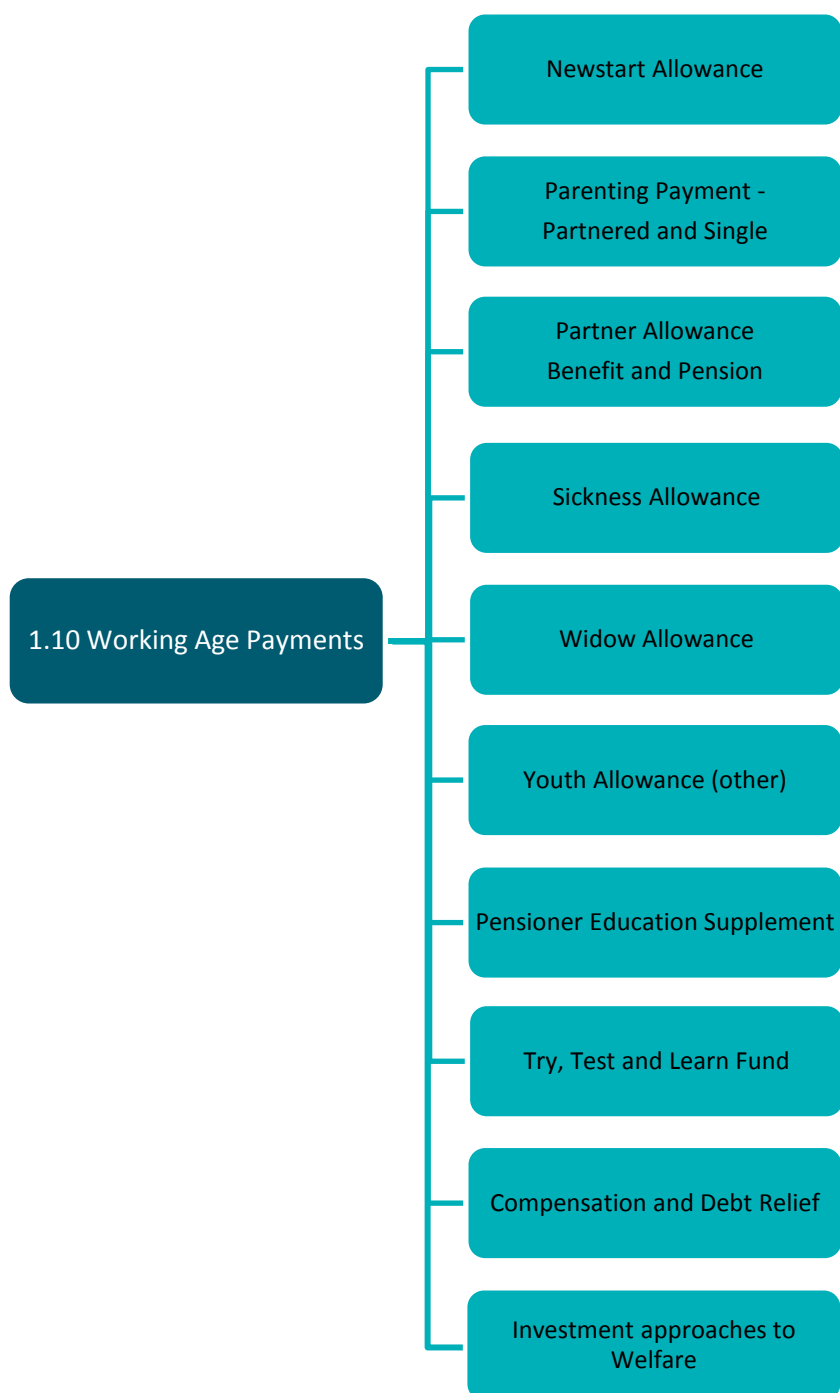 Newstart Allowance
Parenting Payment -
Partnered and Single
Partner Allowance
Benefit and Pension
Sickness Allowance
1.10 Working Age Payments
Widow Allowance
Youth Allowance (other)
Pensioner Education Supplement
Try, Test and Learn Fund
Compensation and Debt Relief
Investment approaches to
Welfare